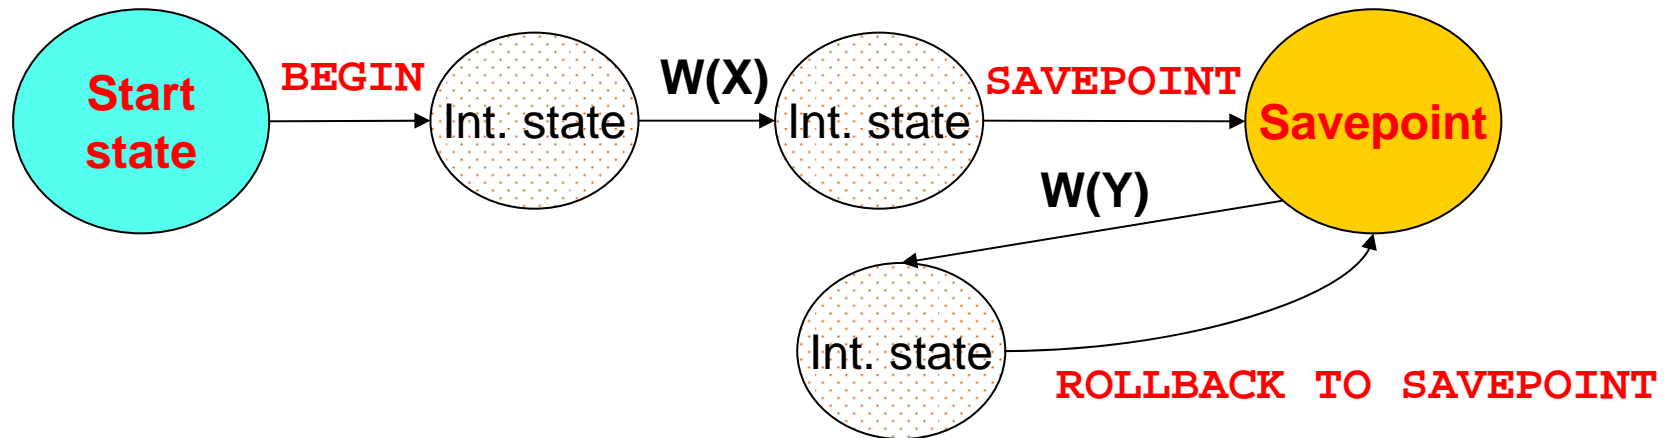 Start
state
BEGIN
Int. state
W(X)
Int. state
SAVEPOINT
Savepoint
W(Y)
Int. state
ROLLBACK TO SAVEPOINT